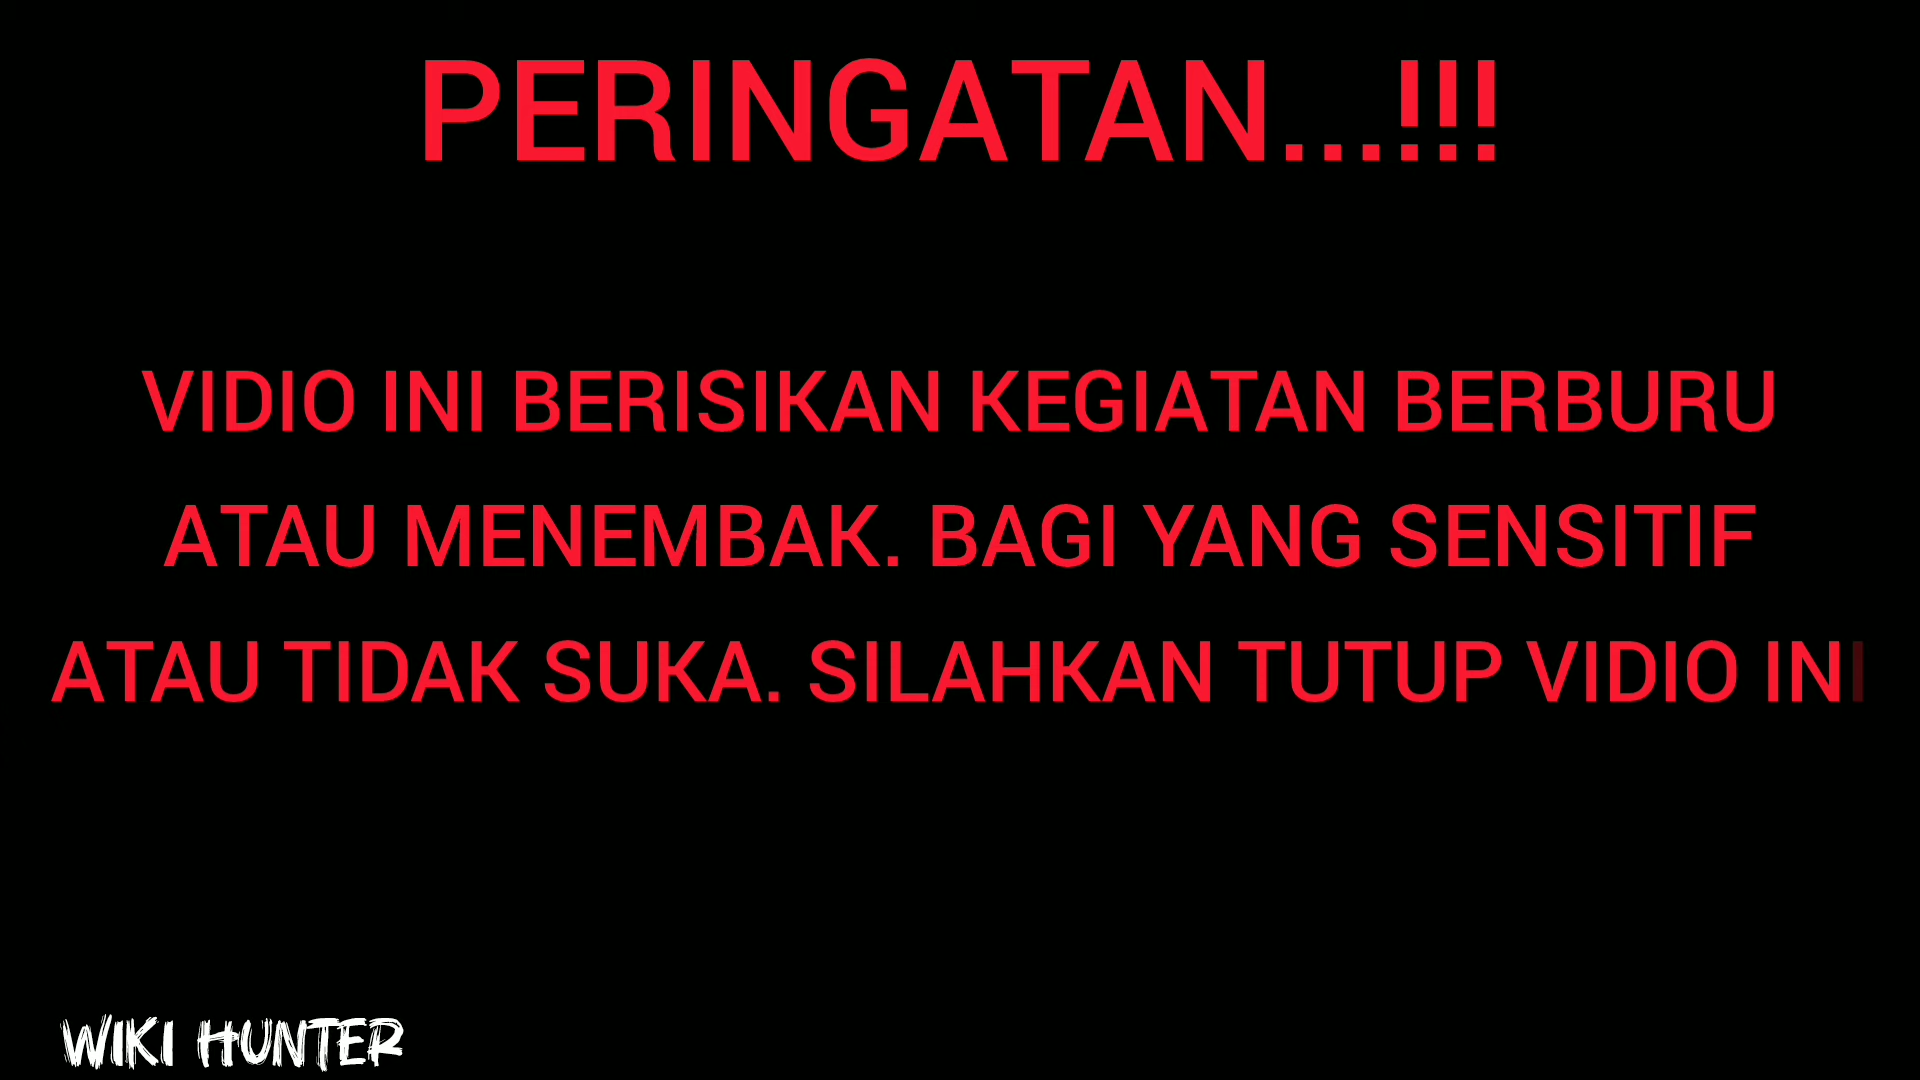 PERINGATAN...!!!
VIDIO INI BERISIKAN KEGIATAN BERBURU
ATAU MENEMBAK. BAGI YANG SENSITIF
ATAU TIDAK SUKA. SILAHKAN TUTUP VIDIO INI
WIKI HUNTER